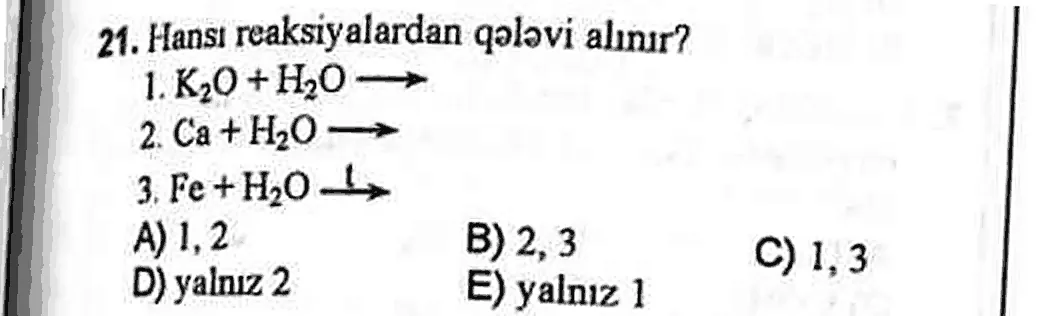 21. Hansı reaksiyalardan qələvi alınır?
1. K₂O + H₂O ⟶
2. Ca + H₂O ⟶
3. Fe + H₂O —t→
A) 1, 2 B) 2, 3 C) 1, 3
D) yalnız 2 E) yalnız 1